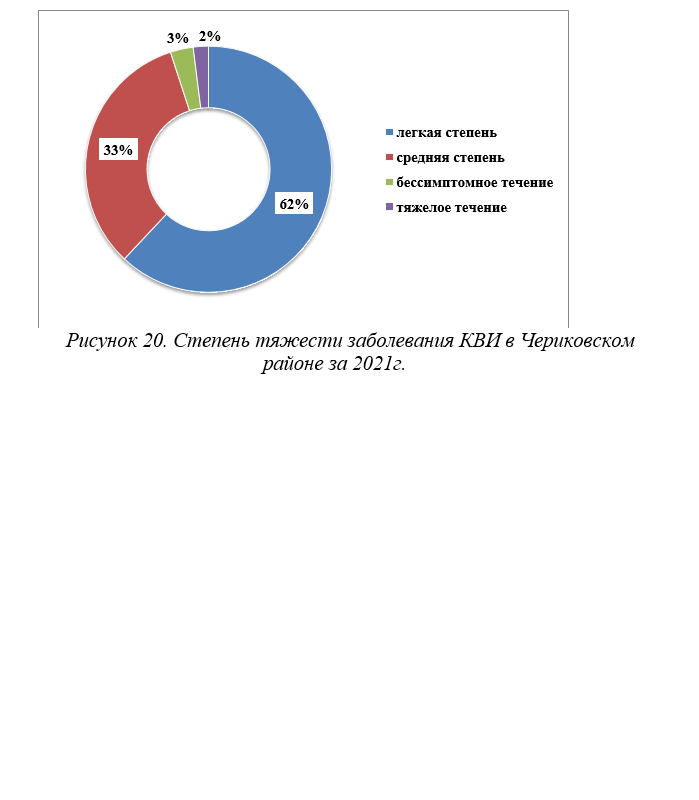 3%
2%
33%
62%
легкая степень
средняя степень
бессимптомное течение
тяжелое течение
Рисунок 20. Степень тяжести заболевания КВИ в Чериковском
районе за 2021г.